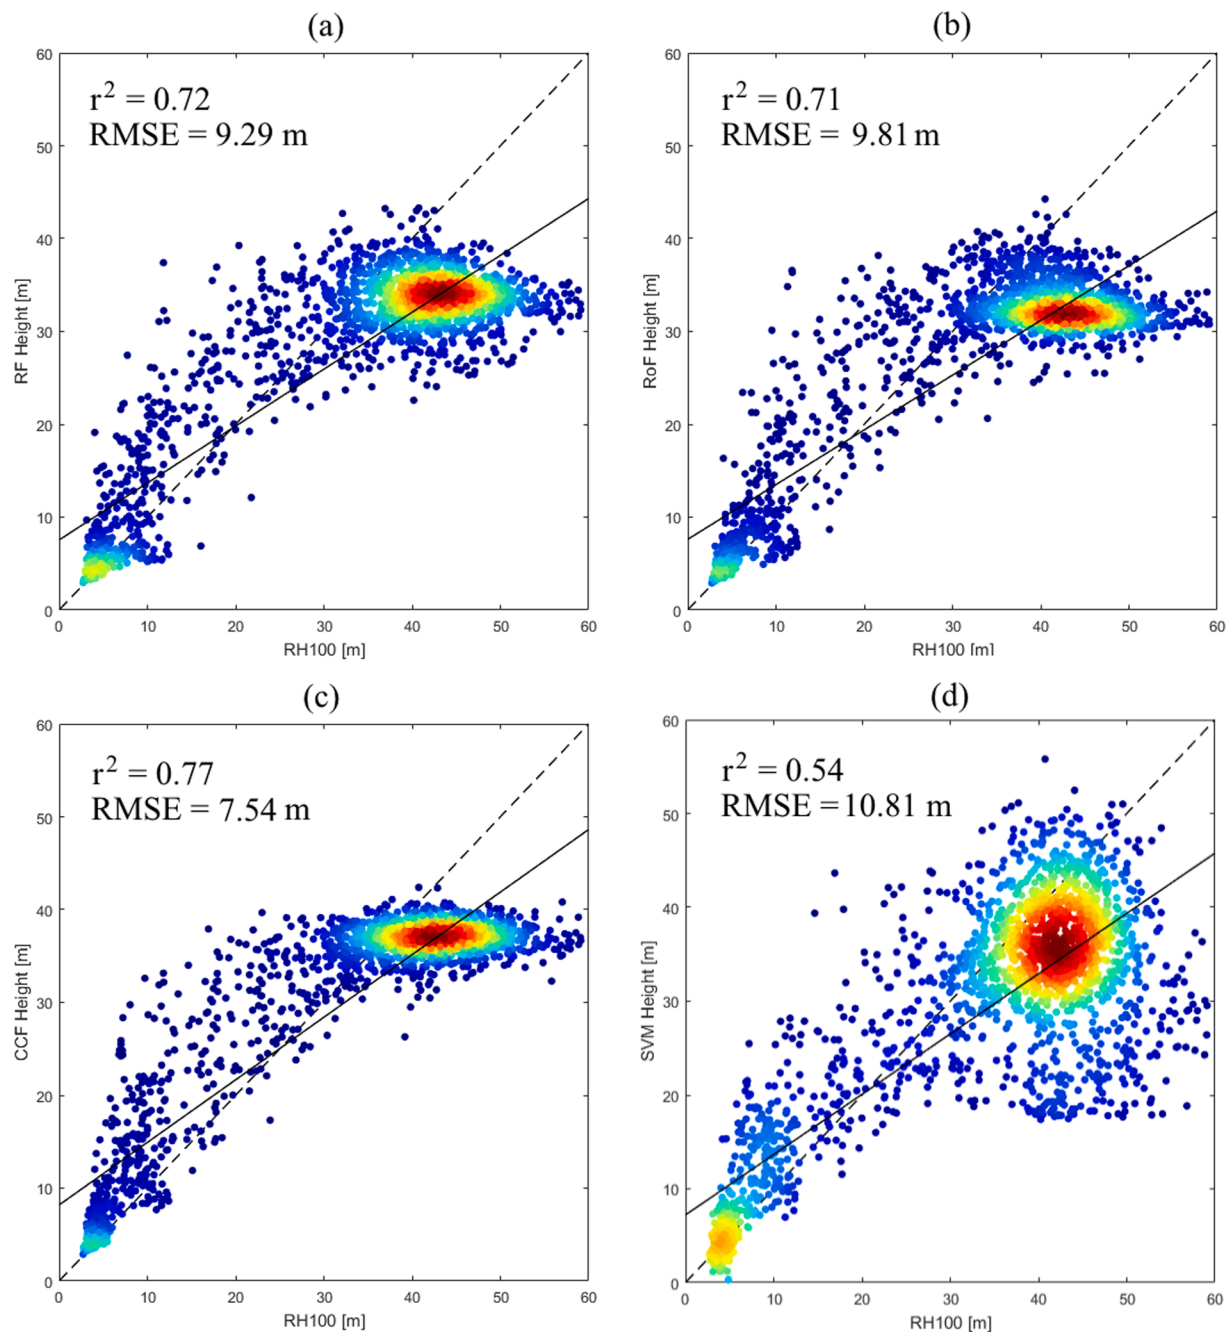 (a)
r² = 0.72
RMSE = 9.29 m
60
50
40
30
20
10
0
RF Height [m]
0 10 20 30 40 50 60
RH100 [m]
(b)
r² = 0.71
RMSE = 9.81 m
60
50
40
30
20
10
0
RoF Height [m]
0 10 20 30 40 50 60
RH100 [m]
(c)
r² = 0.77
RMSE = 7.54 m
60
50
40
30
20
10
0
CCF Height [m]
0 10 20 30 40 50 60
RH100 [m]
(d)
r² = 0.54
RMSE = 10.81 m
60
50
40
30
20
10
0
SVM Height [m]
0 10 20 30 40 50 60
RH100 [m]